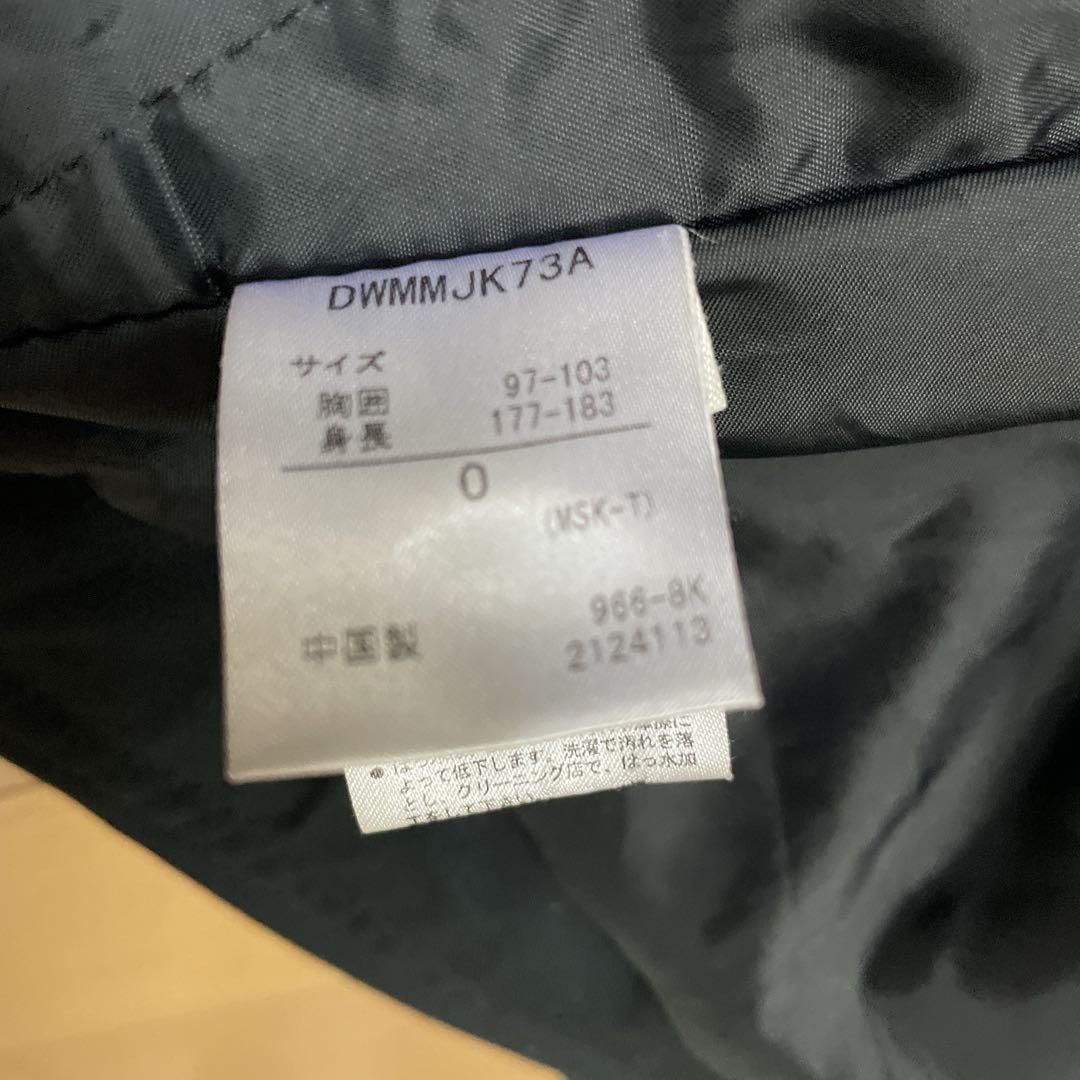 DWMMJK73A
サイズ
胸囲 97-103
身長 177-183
O
(MSK-T)
966-8K
中国製 2124113
よって低下します。洗濯で汚れを落
とし、クリーニング店で、はっ水加